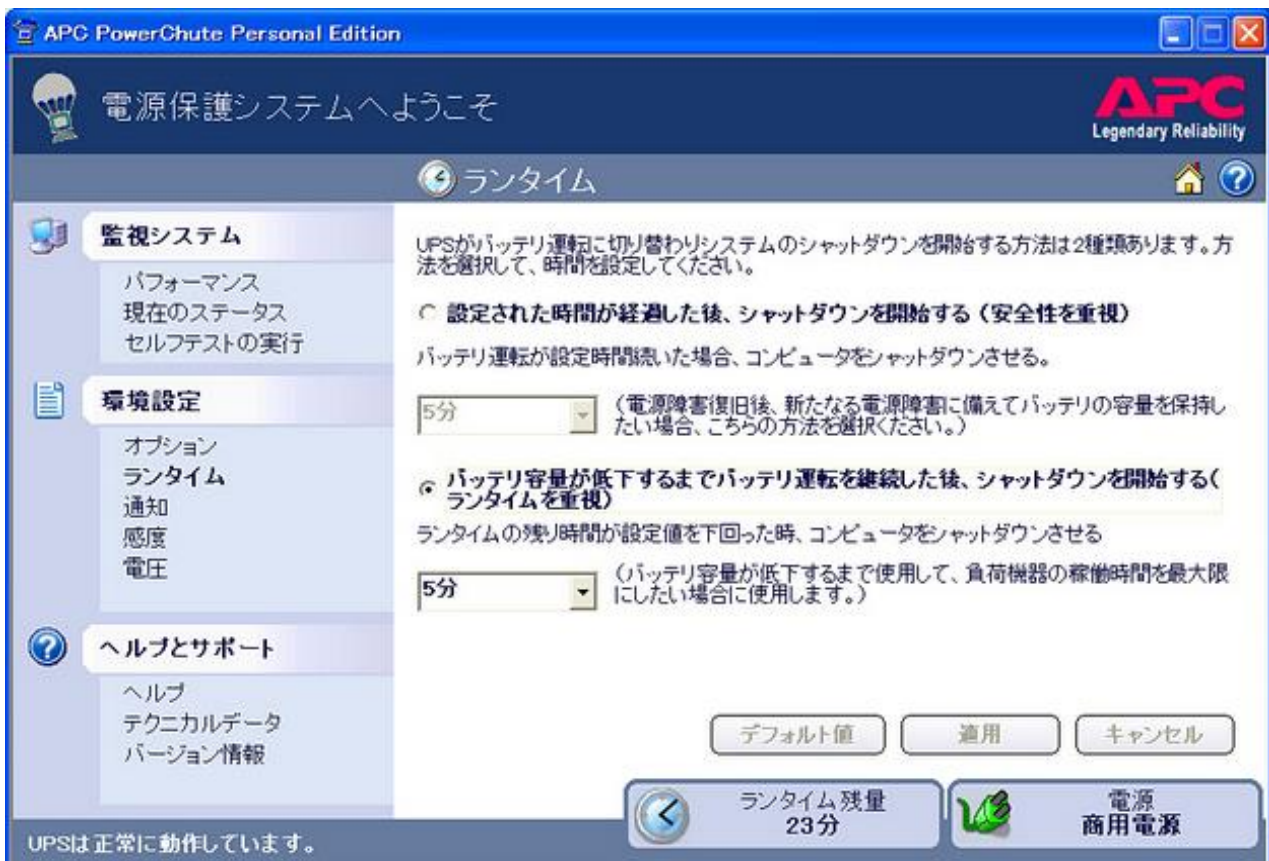 APC PowerChute Personal Edition
電源保護システムへようこそ
APC
Legendary Reliability
ランタイム
監視システム
パフォーマンス
現在のステータス
セルフテストの実行
環境設定
オプション
ランタイム
通知
感度
電圧
ヘルプとサポート
ヘルプ
テクニカルデータ
バージョン情報
UPSがバッテリ運転に切り替わりシステムのシャットダウンを開始する方法は2種類あります。方
法を選択して、時間を設定してください。
設定された時間が経過した後、シャットダウンを開始する（安全性を重視）
バッテリ運転が設定時間続いた場合、コンピュータをシャットダウンさせる。
5分
（電源障害復旧後、新たなる電源障害に備えてバッテリの容量を保持し
たい場合、こちらの方法を選択ください。）
バッテリ容量が低下するまでバッテリ運転を継続した後、シャットダウンを開始する(
ランタイムを重視）
ランタイムの残り時間が設定値を下回った時、コンピュータをシャットダウンさせる
5分
（バッテリ容量が低下するまで使用して、負荷機器の稼働時間を最大限
にしたい場合に使用します。）
デフォルト値
適用
キャンセル
ランタイム残量
23分
電源
商用電源
UPSは正常に動作しています。